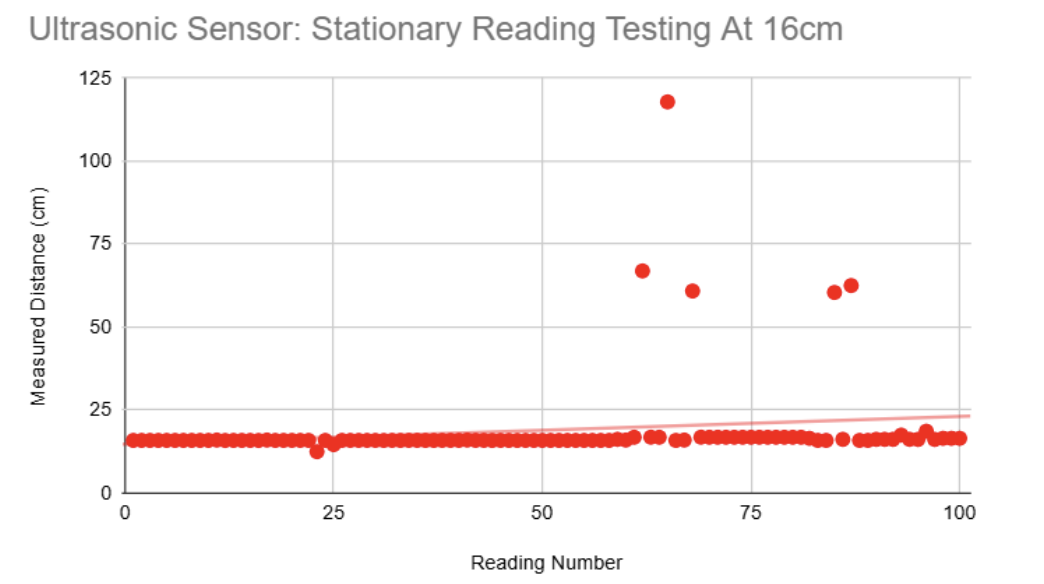 Ultrasonic Sensor: Stationary Reading Testing At 16cm
Measured Distance (cm)
125
100
75
50
25
0
0 25 50 75 100
Reading Number